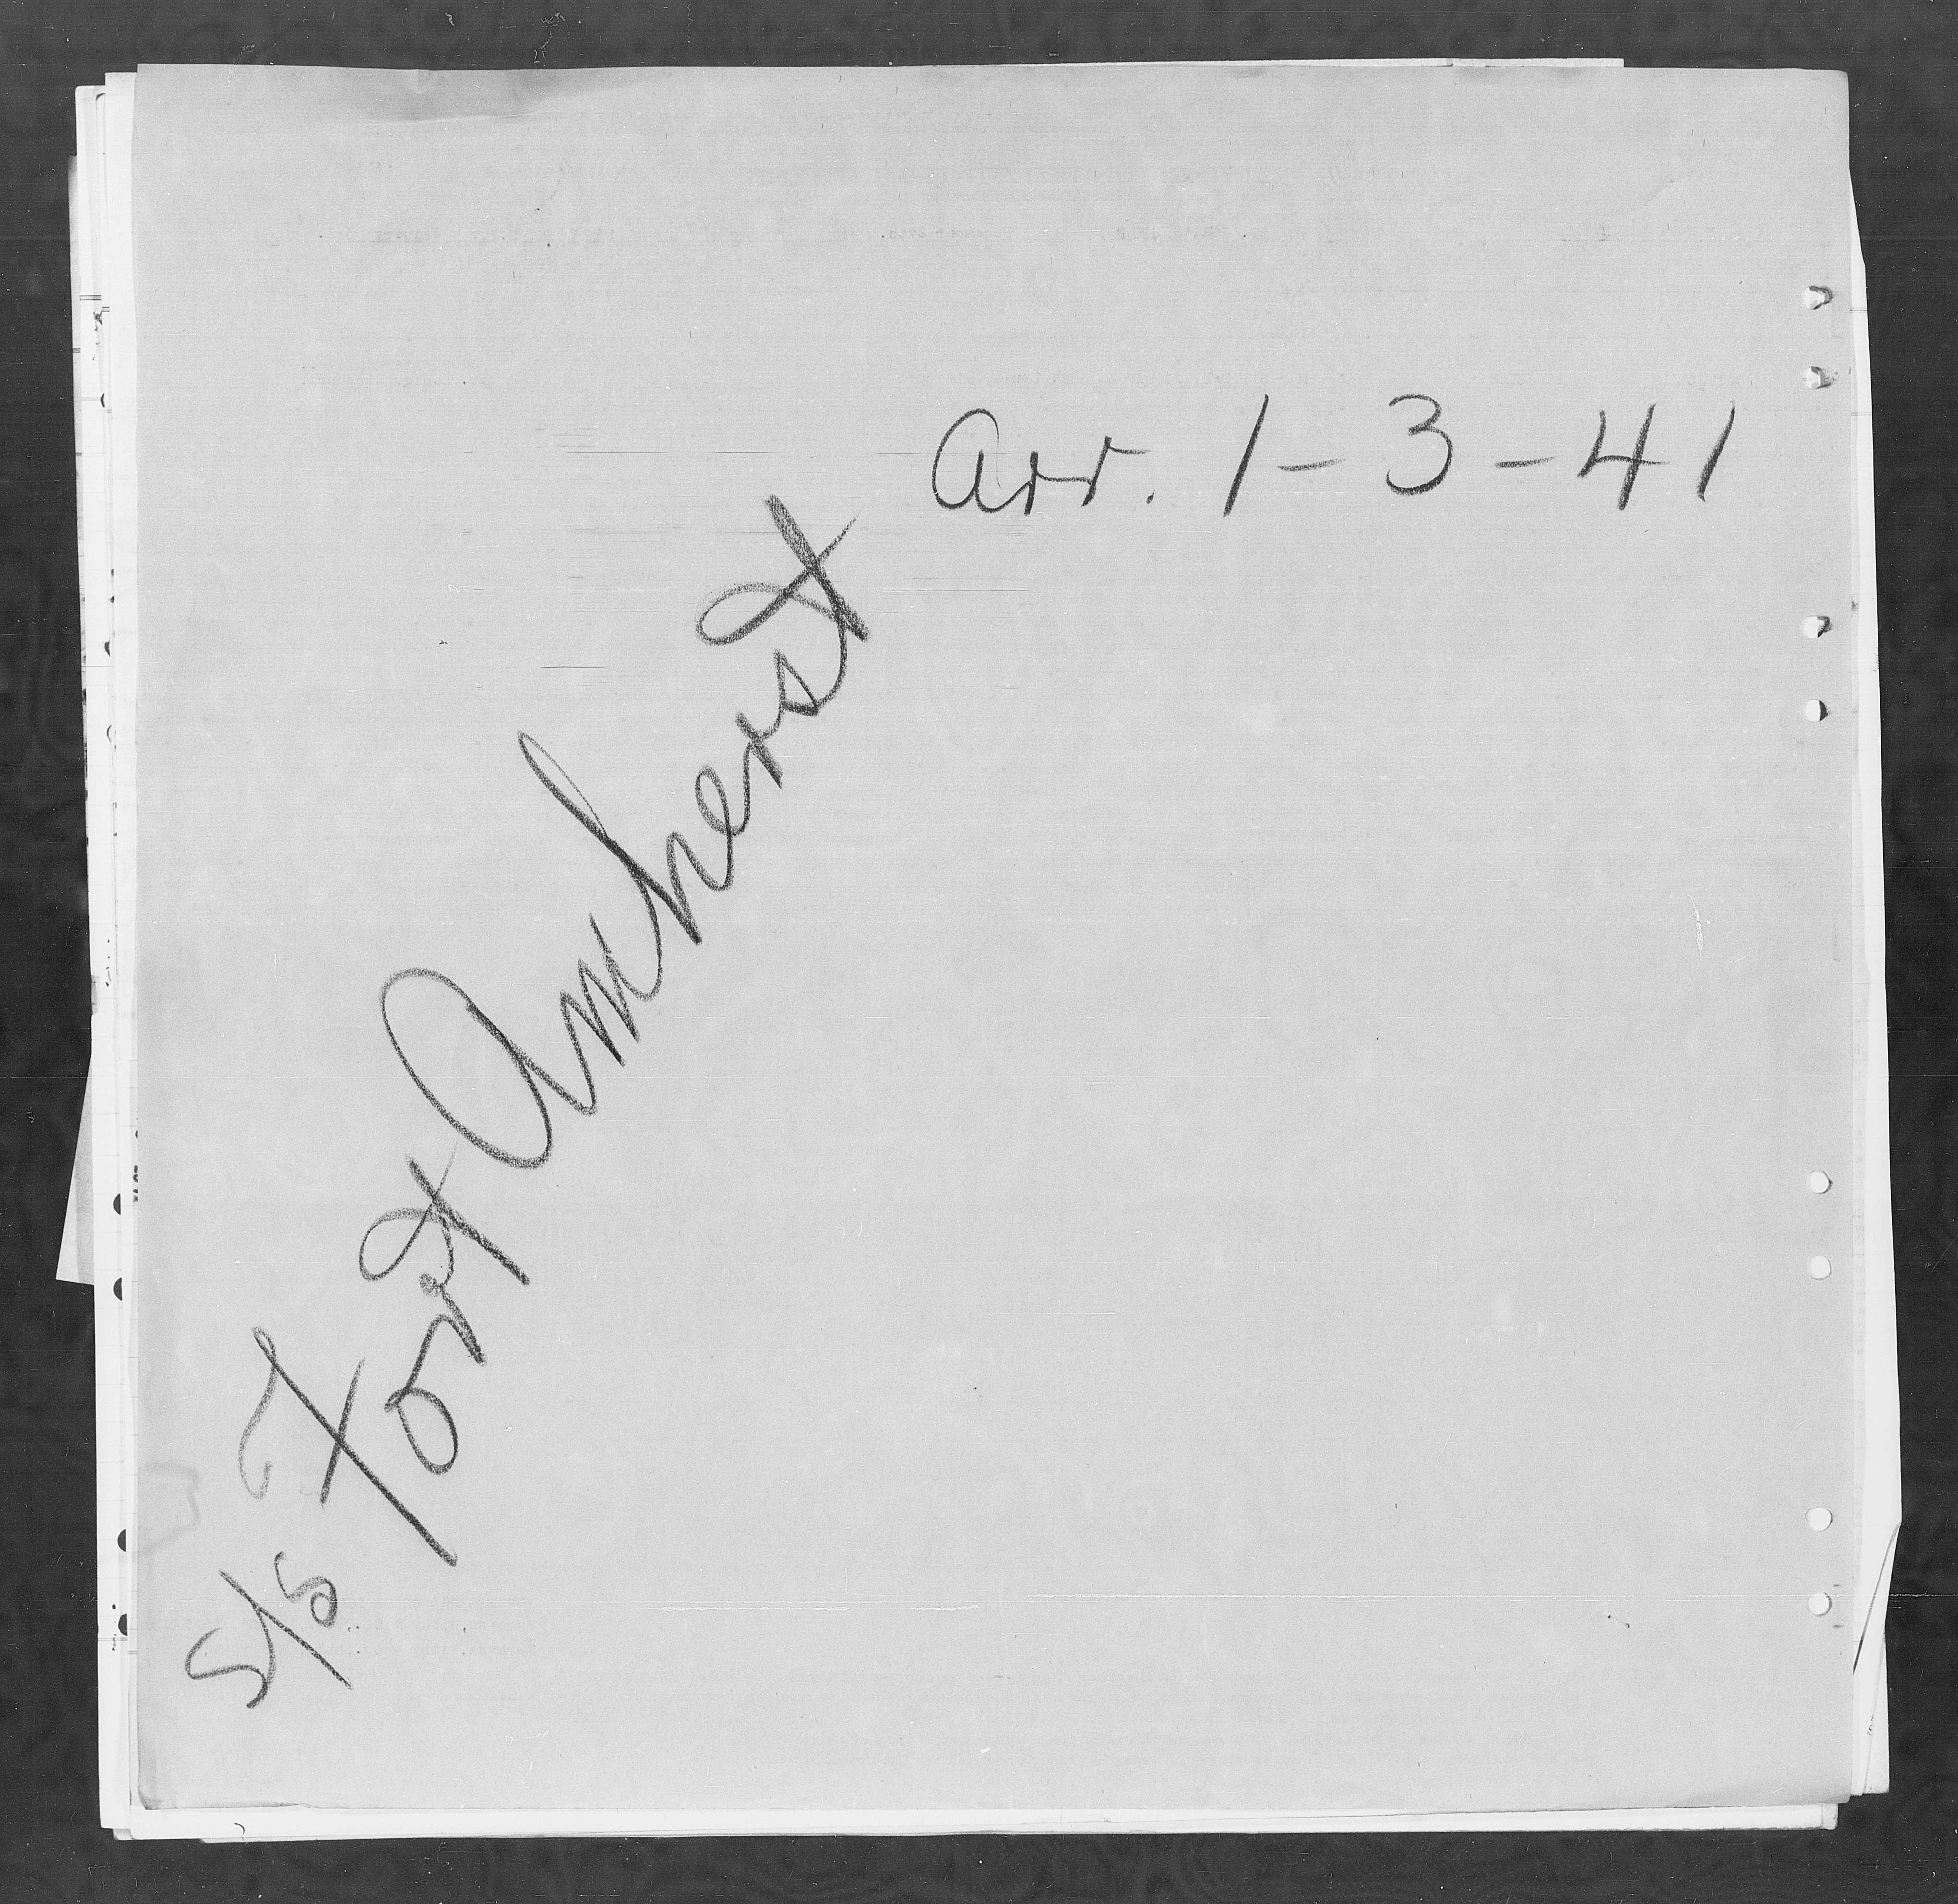 Arr. 1-3-41
S/S Fort Amherst